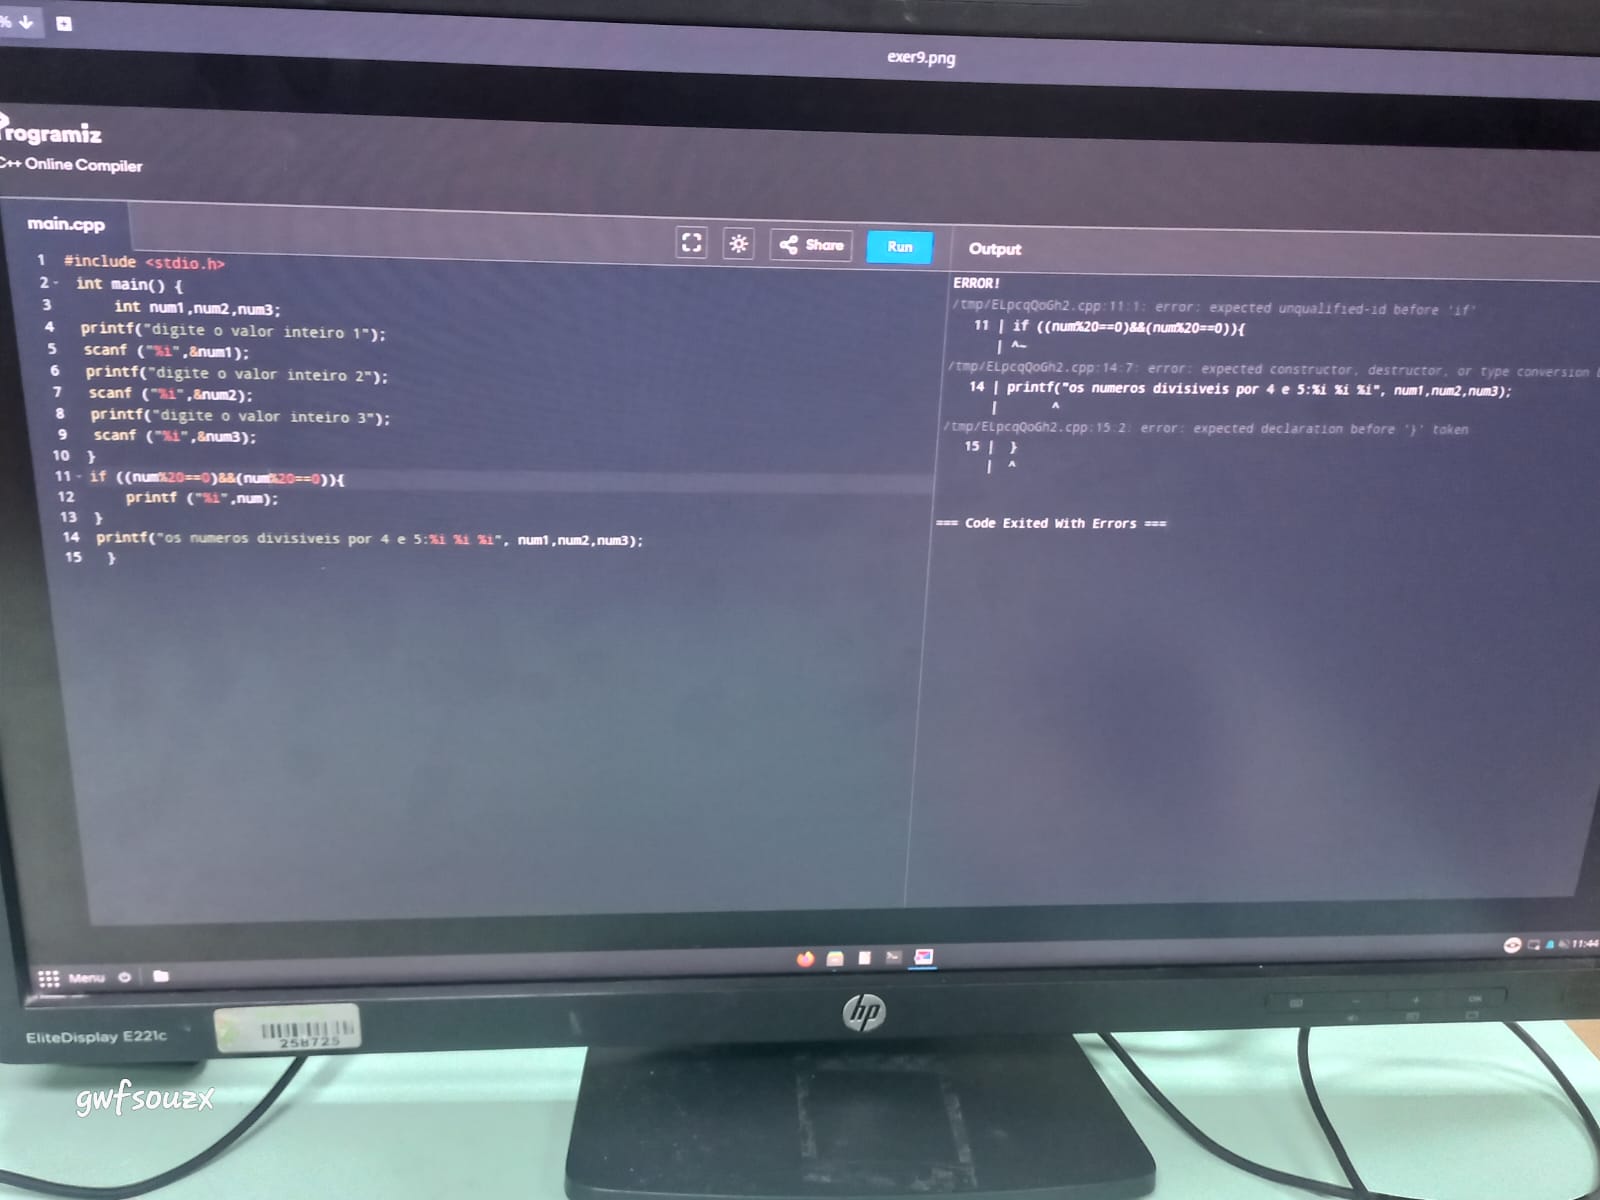 %
exer9.png
Programiz
C++ Online Compiler
main.cpp
Share
Run
Output
1 #include <stdio.h>
2 int main() {
3 int num1,num2,num3;
4 printf("digite o valor inteiro 1");
5 scanf ("%i",&num1);
6 printf("digite o valor inteiro 2");
7 scanf ("%i",&num2);
8 printf("digite o valor inteiro 3");
9 scanf ("%i",&num3);
10 }
11 if ((num%20==0)&&(num%20==0)){
12 printf ("%i",num);
13 }
14 printf("os numeros divisiveis por 4 e 5:%i %i %i", num1,num2,num3);
15 }
ERROR!
/tmp/ELpcqQoGh2.cpp:11:1: error: expected unqualified-id before 'if'
11 | if ((num%20==0)&&(num%20==0)){
| ^~
/tmp/ELpcqQoGh2.cpp:14:7: error: expected constructor, destructor, or type conversion
14 | printf("os numeros divisiveis por 4 e 5:%i %i %i", num1,num2,num3);
| ^
/tmp/ELpcqQoGh2.cpp:15:2: error: expected declaration before '}' token
15 | }
| ^
=== Code Exited With Errors ===
Menu
11:44
hp
EliteDisplay E221c
258725
OK
gwfsouzx